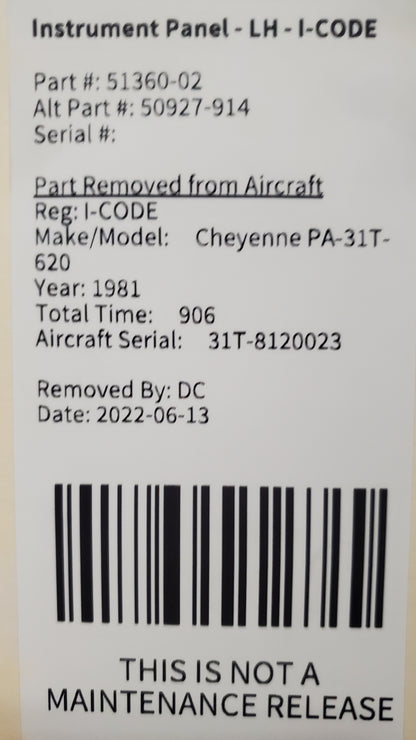 Instrument Panel - LH - I-CODE
Part #: 51360-02
Alt Part #: 50927-914
Serial #:
Part Removed from Aircraft
Reg: I-CODE
Make/Model: Cheyenne PA-31T-
620
Year: 1981
Total Time: 906
Aircraft Serial: 31T-8120023
Removed By: DC
Date: 2022-06-13
THIS IS NOT A
MAINTENANCE RELEASE